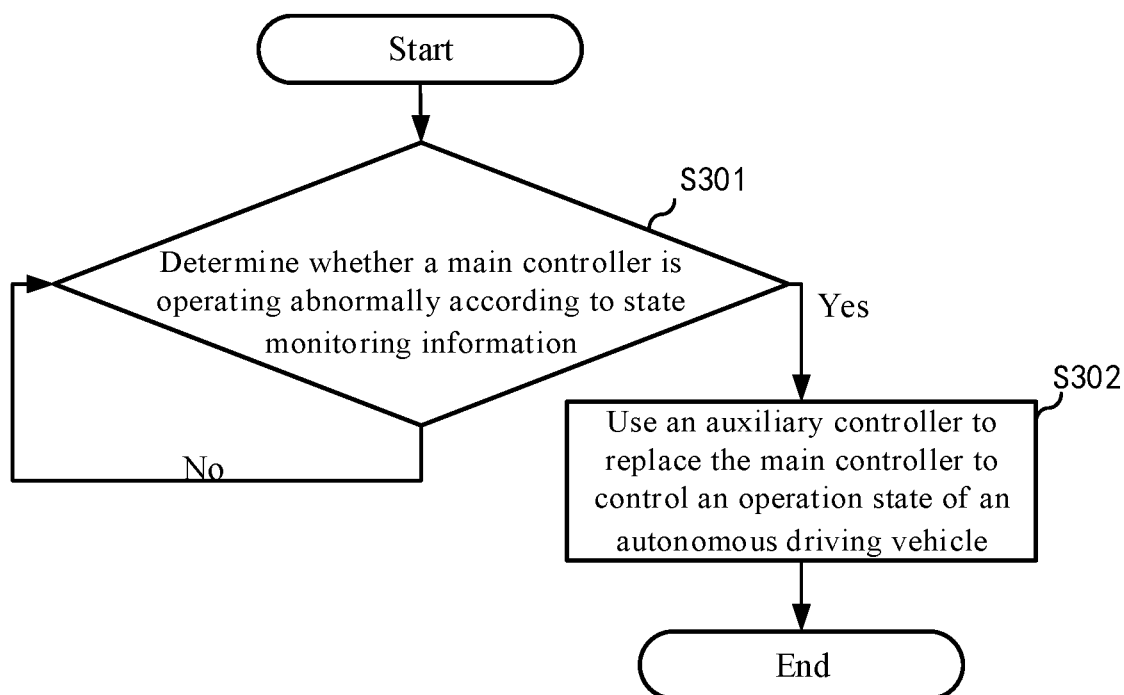 Start
S301
Determine whether a main controller is
operating abnormally according to state
monitoring information
Yes
No
S302
Use an auxiliary controller to
replace the main controller to
control an operation state of an
autonomous driving vehicle
End